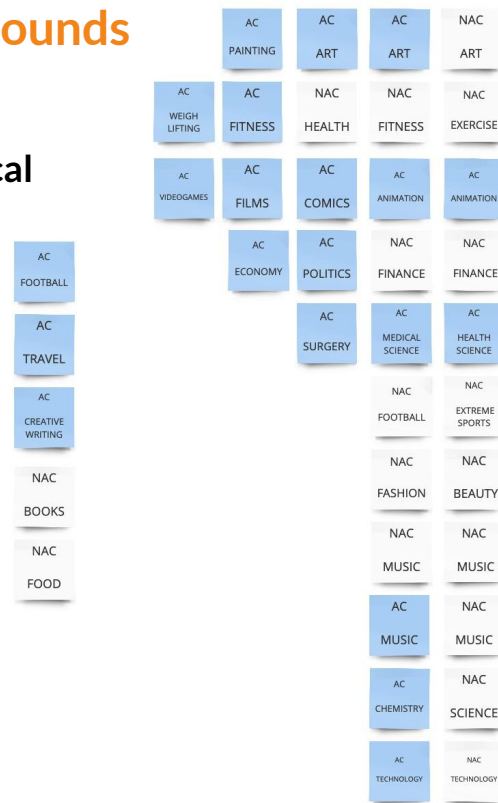 ounds
cal
AC
PAINTING
AC
ART
AC
ART
NAC
ART
AC
WEIGH
LIFTING
AC
FITNESS
NAC
HEALTH
NAC
FITNESS
NAC
EXERCISE
AC
VIDEOGAMES
AC
FILMS
AC
COMICS
AC
ANIMATION
AC
ANIMATION
AC
ECONOMY
AC
POLITICS
NAC
FINANCE
NAC
FINANCE
AC
SURGERY
AC
MEDICAL
SCIENCE
AC
HEALTH
SCIENCE
NAC
FOOTBALL
NAC
EXTREME
SPORTS
NAC
FASHION
NAC
BEAUTY
NAC
MUSIC
NAC
MUSIC
AC
MUSIC
NAC
MUSIC
AC
CHEMISTRY
NAC
SCIENCE
AC
TECHNOLOGY
NAC
TECHNOLOGY
AC
FOOTBALL
AC
TRAVEL
AC
CREATIVE
WRITING
NAC
BOOKS
NAC
FOOD